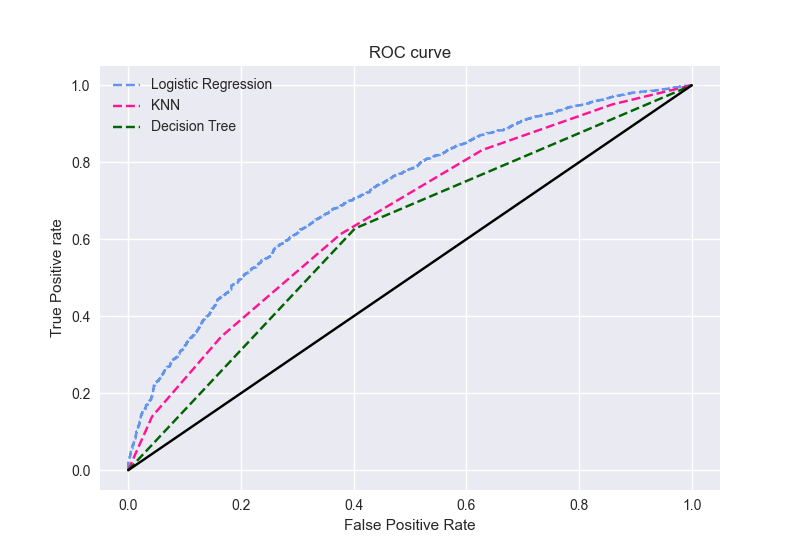 ROC curve
Logistic Regression
KNN
Decision Tree
True Positive rate
1.0
0.8
0.6
0.4
0.2
0.0
0.0 0.2 0.4 0.6 0.8 1.0
False Positive Rate